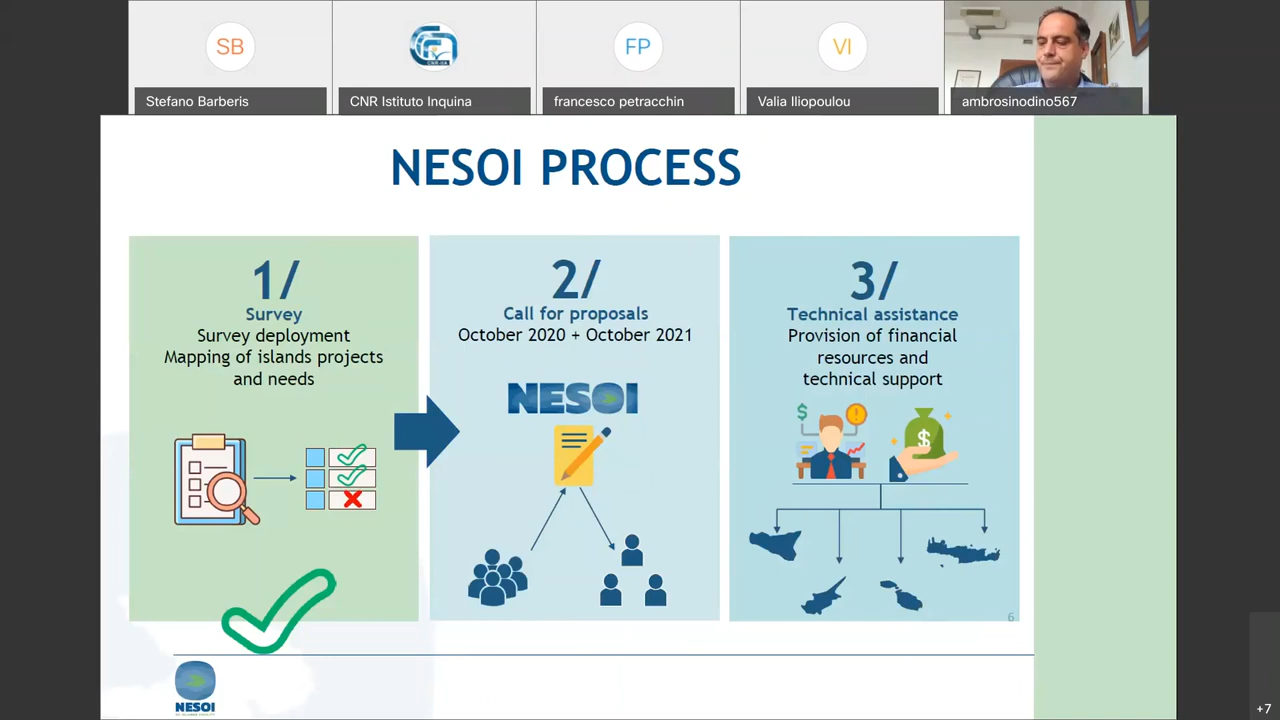 SB
FP
VI
Stefano Barberis
CNR Istituto Inquina
francesco petracchin
Valia Iliopoulou
ambrosinodino567
NESOI PROCESS
1/
Survey
Survey deployment
Mapping of islands projects
and needs
2/
Call for proposals
October 2020 + October 2021
NESOI
3/
Technical assistance
Provision of financial
resources and
technical support
$
!
$
6
NESOI
+7